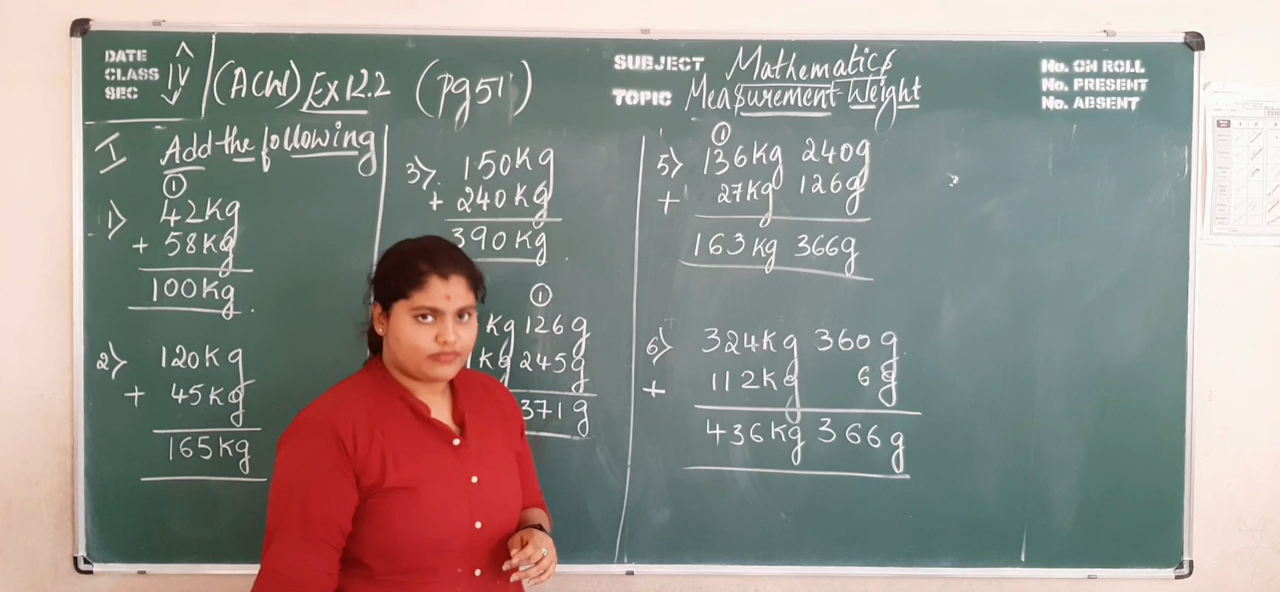 DATE
CLASS IV
SEC
(ACW) Ex 12.2 (Pg 51)
SUBJECT Mathematics
TOPIC Measurement Weight
No. ON ROLL
No. PRESENT
No. ABSENT
I Add the following
1
1) 42Kg
+ 58Kg
100Kg.
2) 120Kg
+ 45Kg
165Kg
3) 150Kg
+ 240Kg
390Kg.
1
Kg 126g
Kg 245g
371g
1
5) 136Kg 240g
+ 27Kg 126g
163Kg 366g
6) 324Kg 360g
+ 112Kg 6g
436Kg 366g